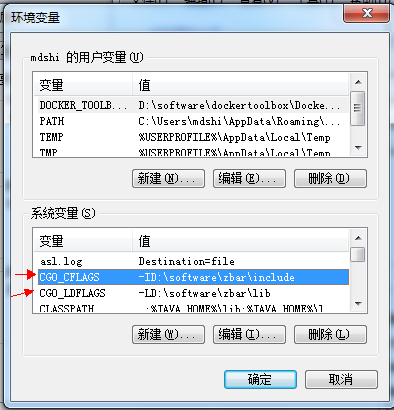 环境变量
mdshi 的用户变量(U)
变量 值
DOCKER_TOOLB... D:\software\dockertoolbox\Docke...
PATH C:\Users\mdshi\AppData\Roaming\...
TEMP %USERPROFILE%\AppData\Local\Temp
TMP %USERPROFILE%\AppData\Local\Temp
新建(N)... 编辑(E)... 删除(D)
系统变量(S)
变量 值
asl.log Destination=file
CGO_CFLAGS -ID:\software\zbar\include
CGO_LDFLAGS -LD:\software\zbar\lib
CLASSPATH .;%JAVA_HOME%\lib;%JAVA_HOME%\l
新建(W)... 编辑(I)... 删除(L)
确定 取消